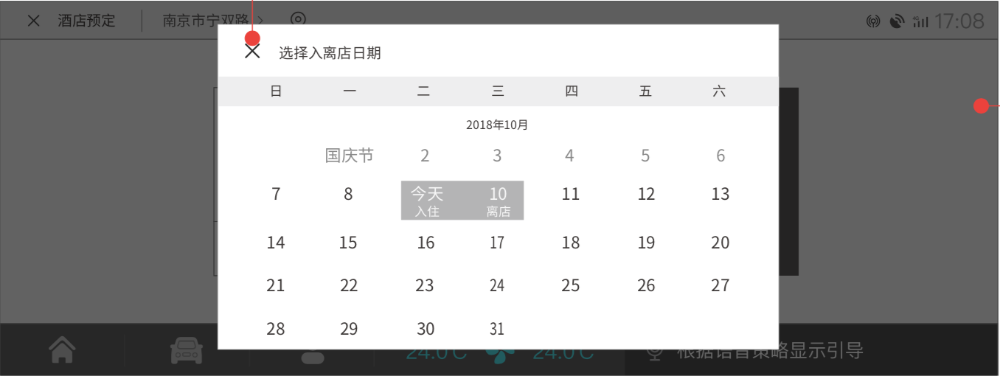 酒店预定 南京市宁双路 4G 17:08
选择入离店日期
日 一 二 三 四 五 六
2018年10月
国庆节 2 3 4 5 6
7 8 今天 10 11 12 13
入住 离店
14 15 16 17 18 19 20
21 22 23 24 25 26 27
28 29 30 31
24.0℃ 24.0℃ 根据语音策略显示引导